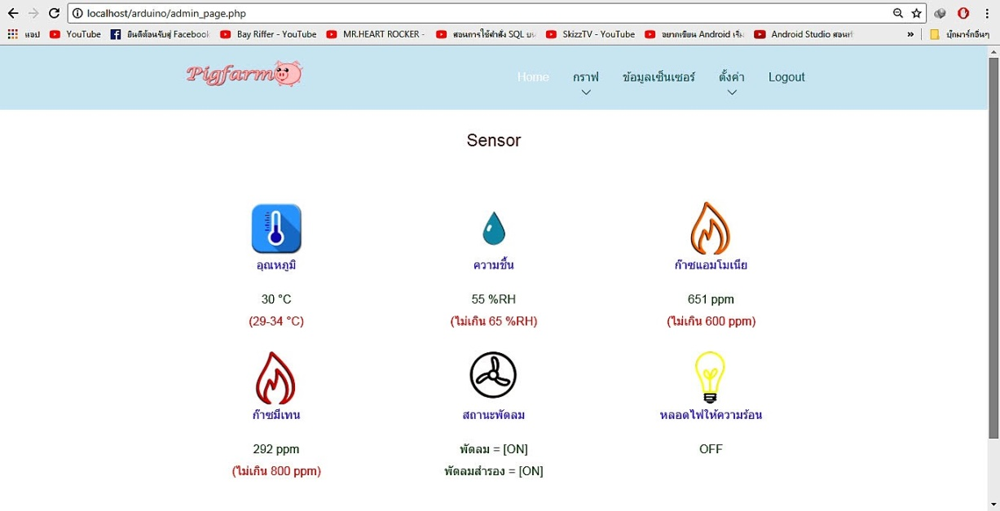 localhost/arduino/admin_page.php
แอป YouTube ยินดีต้อนรับสู่ Facebook Bay Riffer - YouTube MR.HEART ROCKER - สอนการใช้คำสั่ง SQL บน SkizzTV - YouTube อยากเขียน Android เริ่ม Android Studio สอนทำ » บุ๊กมาร์กอื่นๆ
Pigfarm Home กราฟ ข้อมูลเซ็นเซอร์ ตั้งค่า Logout
Sensor
อุณหภูมิ ความชื้น ก๊าซแอมโมเนีย
30 °C 55 %RH 651 ppm
(29-34 °C) (ไม่เกิน 65 %RH) (ไม่เกิน 600 ppm)
ก๊าซมีเทน สถานะพัดลม หลอดไฟให้ความร้อน
292 ppm พัดลม = [ON] OFF
(ไม่เกิน 800 ppm) พัดลมสำรอง = [ON]